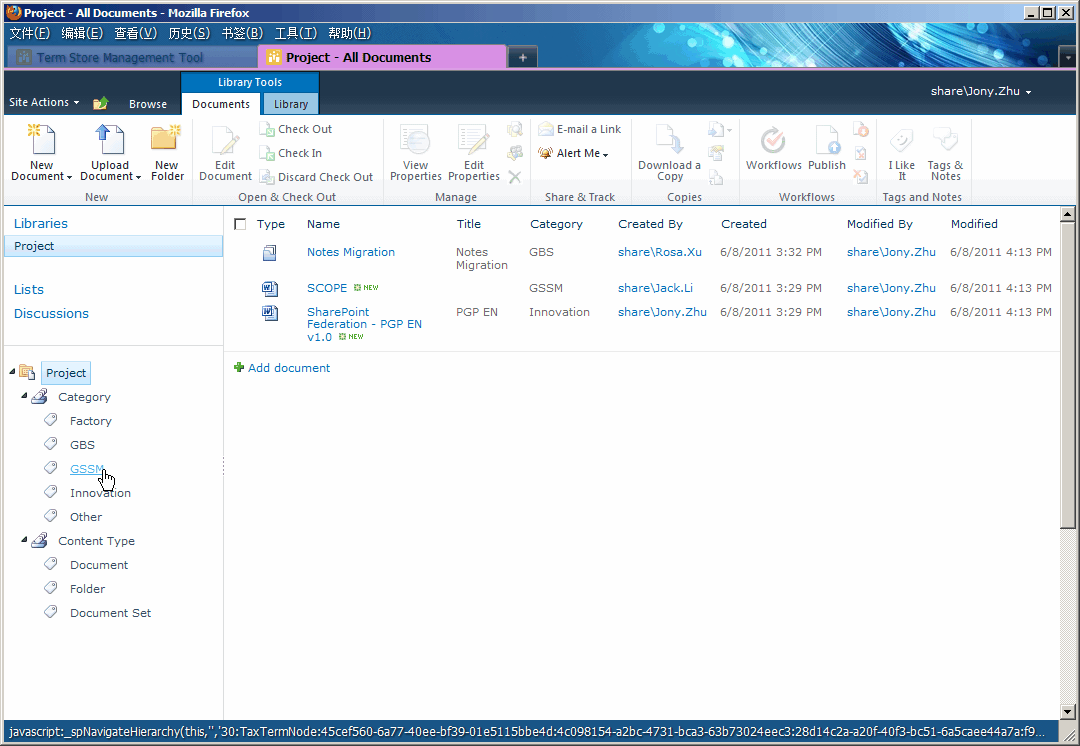 Project - All Documents - Mozilla Firefox
文件(F) 编辑(E) 查看(V) 历史(S) 书签(B) 工具(T) 帮助(H)
Term Store Management Tool
Project - All Documents
+
Library Tools
Site Actions
Browse
Documents
Library
share\Jony.Zhu
New Document
Upload Document
New Folder
New
Edit Document
Check Out
Check In
Discard Check Out
Open & Check Out
View Properties
Edit Properties
Manage
E-mail a Link
Alert Me
Share & Track
Download a Copy
Copies
Workflows
Publish
Workflows
I Like It
Tags & Notes
Tags and Notes
Libraries
Project
Lists
Discussions
Project
Category
Factory
GBS
GSSM
Innovation
Other
Content Type
Document
Folder
Document Set
Type Name Title Category Created By Created Modified By Modified
Notes Migration Notes Migration GBS share\Rosa.Xu 6/8/2011 3:32 PM share\Jony.Zhu 6/8/2011 4:13 PM
SCOPE NEW GSSM share\Jack.Li 6/8/2011 3:29 PM share\Jony.Zhu 6/8/2011 4:13 PM
SharePoint Federation - PGP EN v1.0 NEW PGP EN Innovation share\Jony.Zhu 6/8/2011 3:29 PM share\Jony.Zhu 6/8/2011 4:13 PM
Add document
javascript:_spNavigateHierarchy(this,'','30:TaxTermNode:45cef560-6a77-40ee-bf39-01e5115bbe4d:4c098154-a2bc-4731-bca3-63b73024eec3:28d14c2a-a20f-40f3-bc51-6a5caee44a7a:f9...